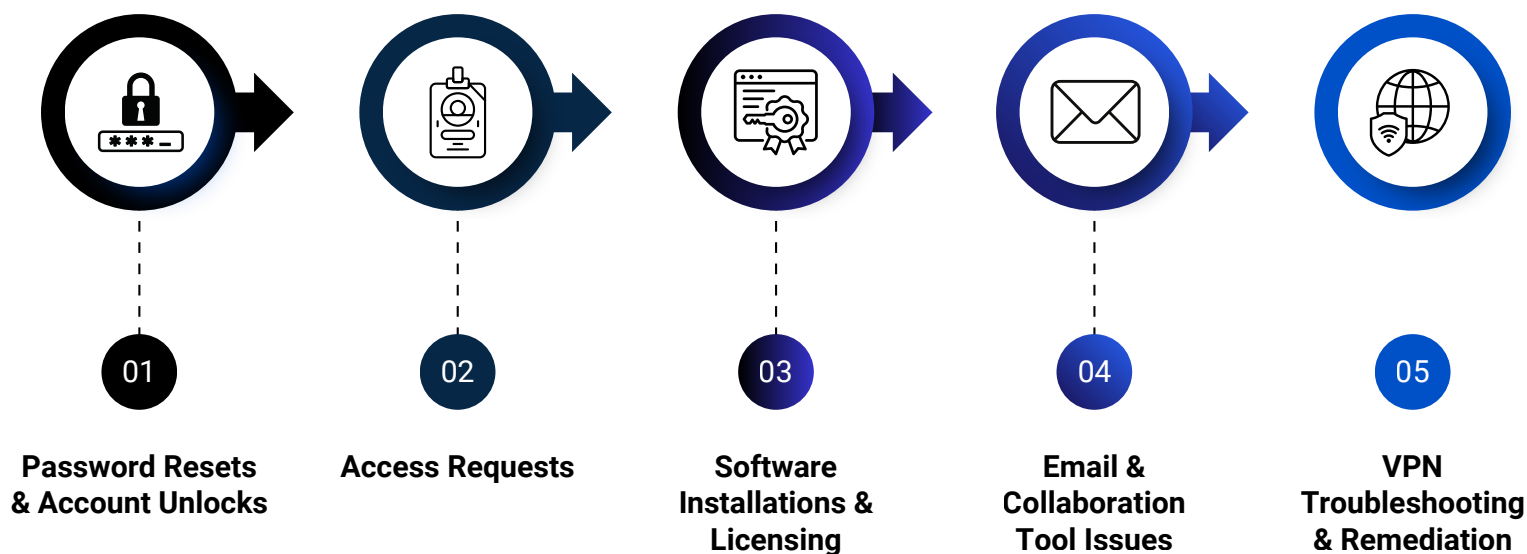 ***_
01
02
03
04
05
Password Resets
& Account Unlocks
Access Requests
Software
Installations &
Licensing
Email &
Collaboration
Tool Issues
VPN
Troubleshooting
& Remediation